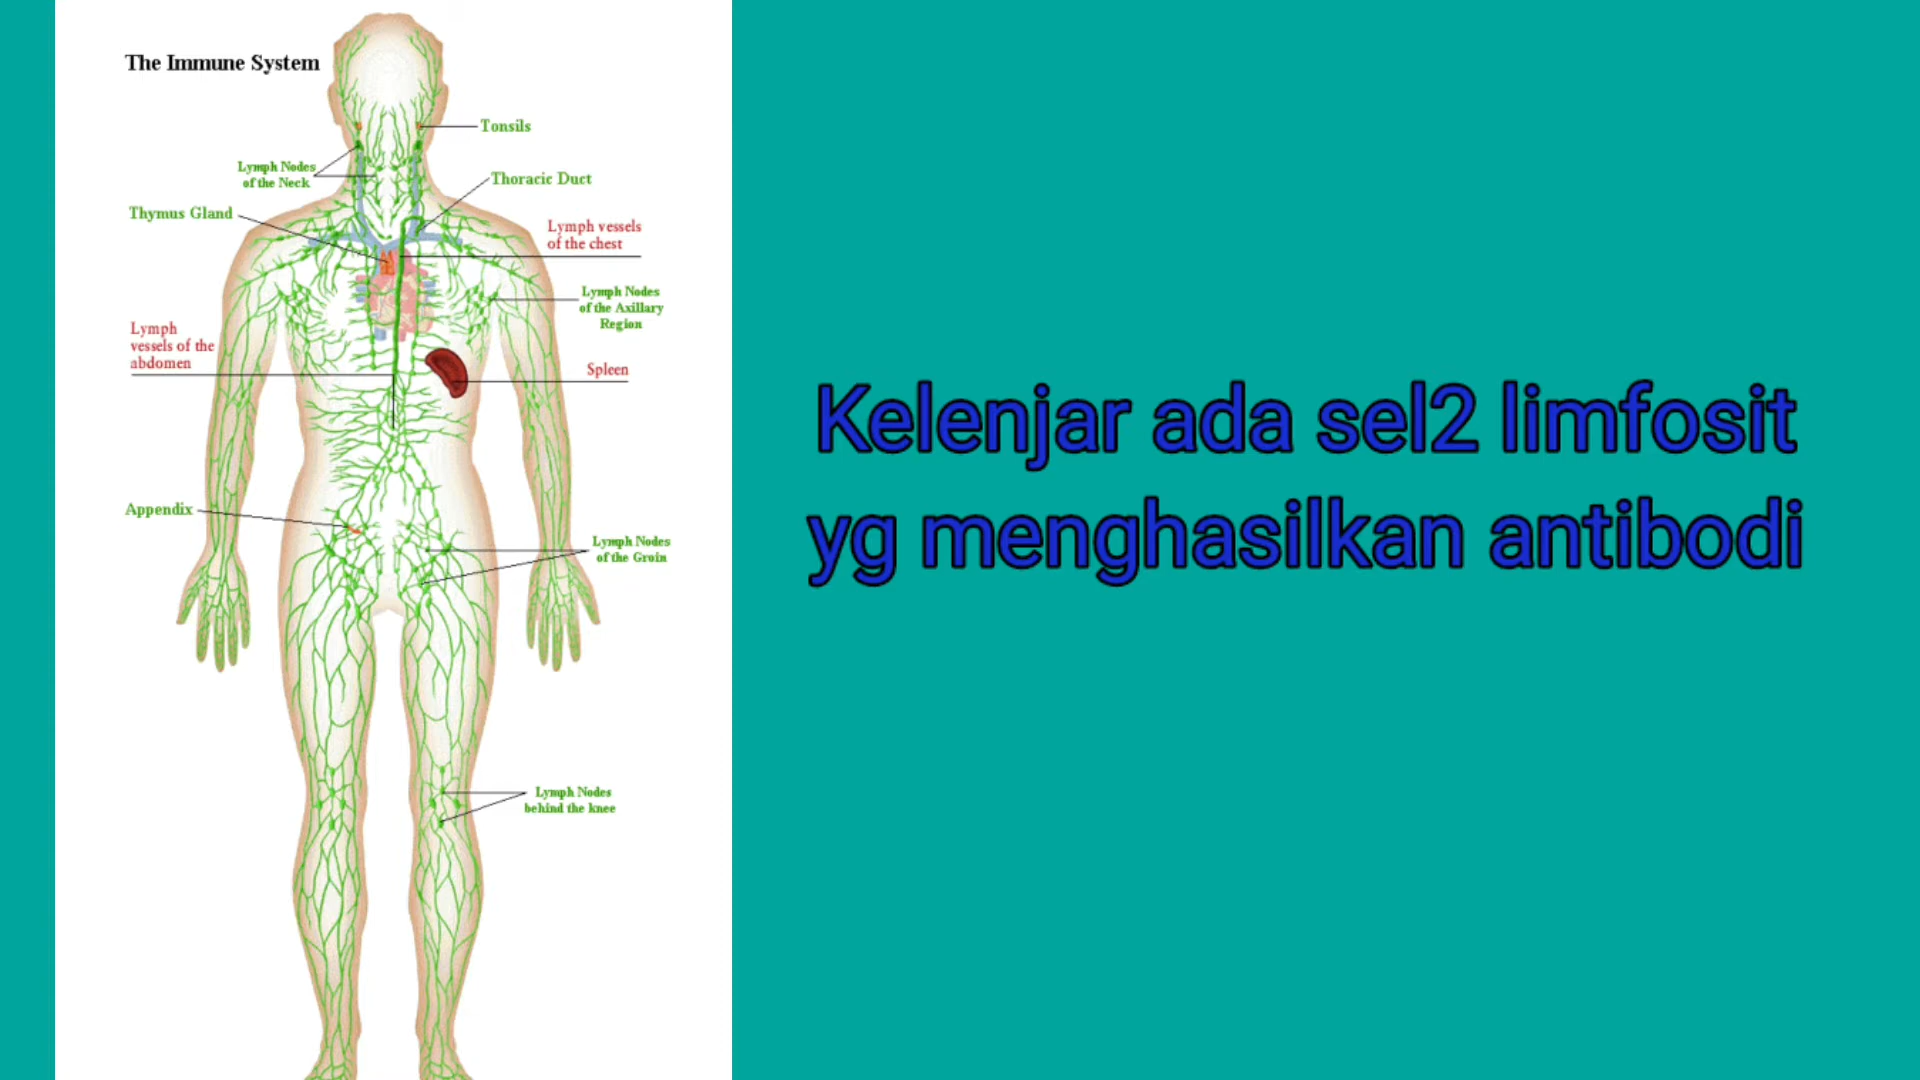 The Immune System
Tonsils
Lymph Nodes
of the Neck
Thoracic Duct
Thymus Gland
Lymph vessels
of the chest
Lymph Nodes
of the Axillary
Region
Lymph
vessels of the
abdomen
Spleen
Appendix
Lymph Nodes
of the Groin
Lymph Nodes
behind the knee
Kelenjar ada sel2 limfosit
yg menghasilkan antibodi